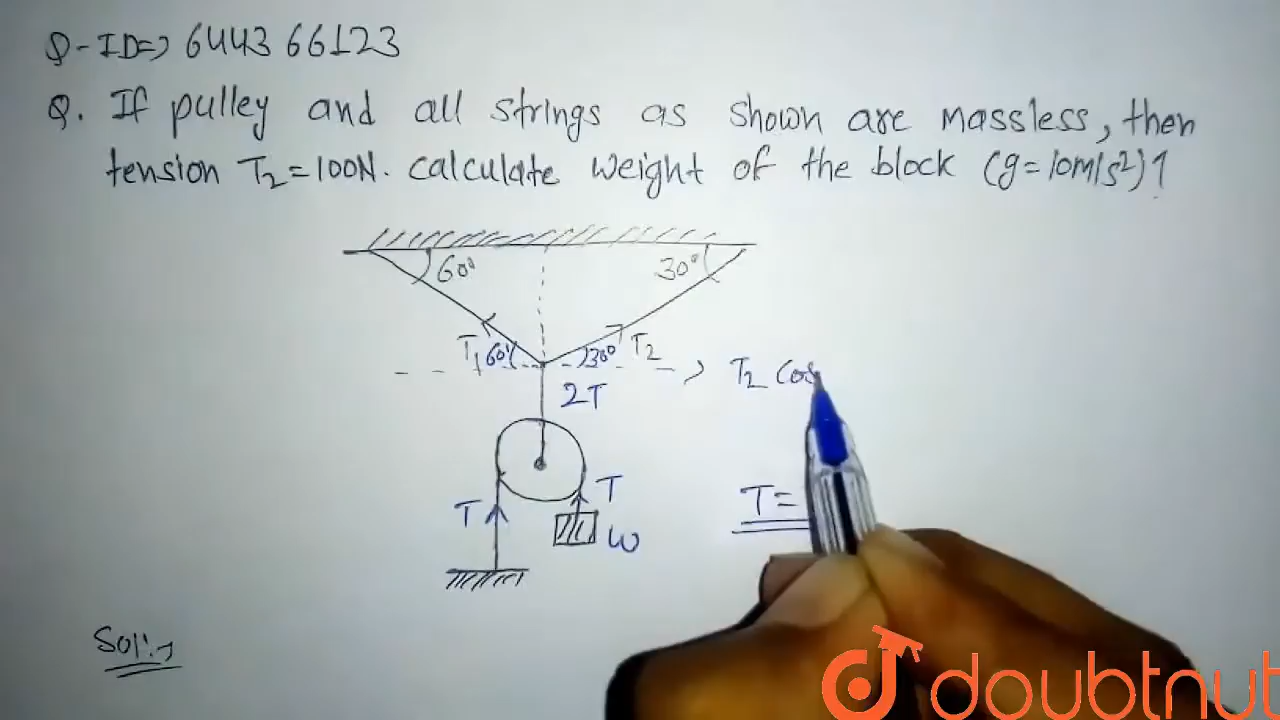 Q-ID=> 644366123
Q. If pulley and all strings as shown are massless, then
tension T₂=100N. calculate weight of the block (g=10m/s²)?
60° 30°
T₁ 60° 30° T₂ T₂ Cos
2T
T T T=
W
Sol:→
doubtnut